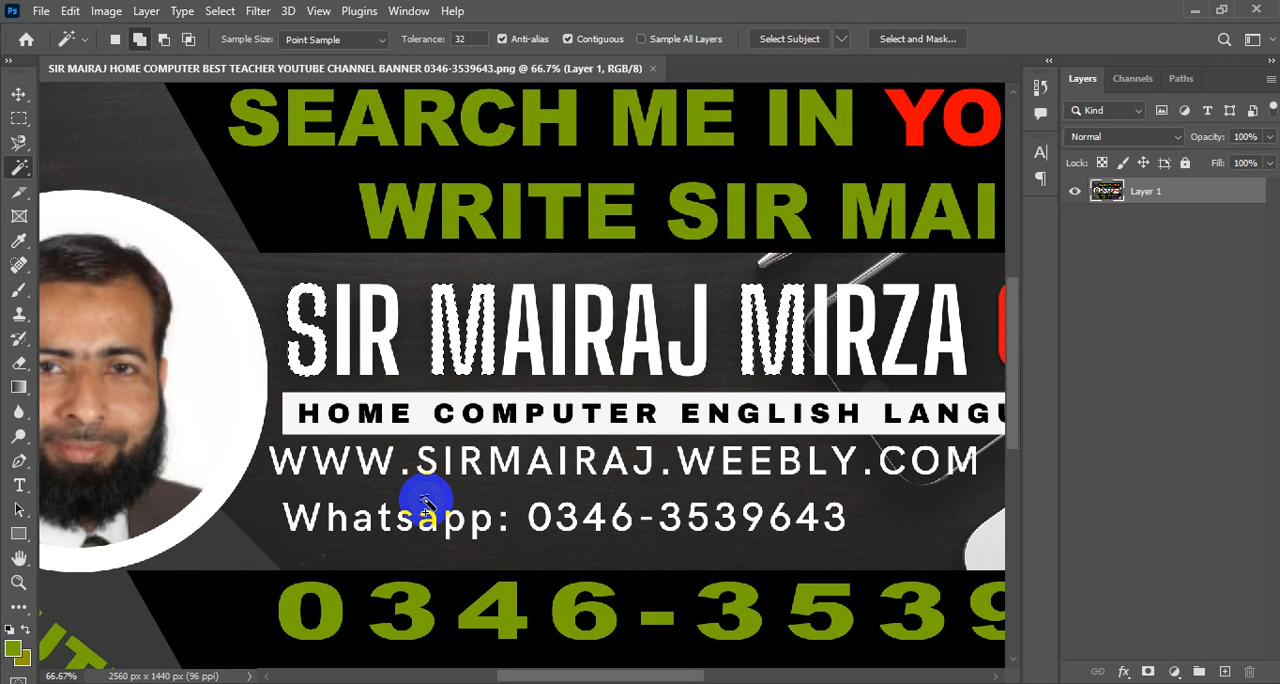 File Edit Image Layer Type Select Filter 3D View Plugins Window Help
Sample Size: Point Sample Tolerance: 32 Anti-alias Contiguous Sample All Layers Select Subject Select and Mask...
SIR MAIRAJ HOME COMPUTER BEST TEACHER YOUTUBE CHANNEL BANNER 0346-3539643.png @ 66.7% (Layer 1, RGB/8)
SEARCH ME IN YO
WRITE SIR MAI
SIR MAIRAJ MIRZA
HOME COMPUTER ENGLISH LANGU
WWW.SIRMAIRAJ.WEEBLY.COM
Whatsapp: 0346-3539643
0346-3539
66.67% 2560 px x 1440 px (96 ppi)
Layers Channels Paths
Kind
Normal Opacity: 100%
Lock: Fill: 100%
Layer 1